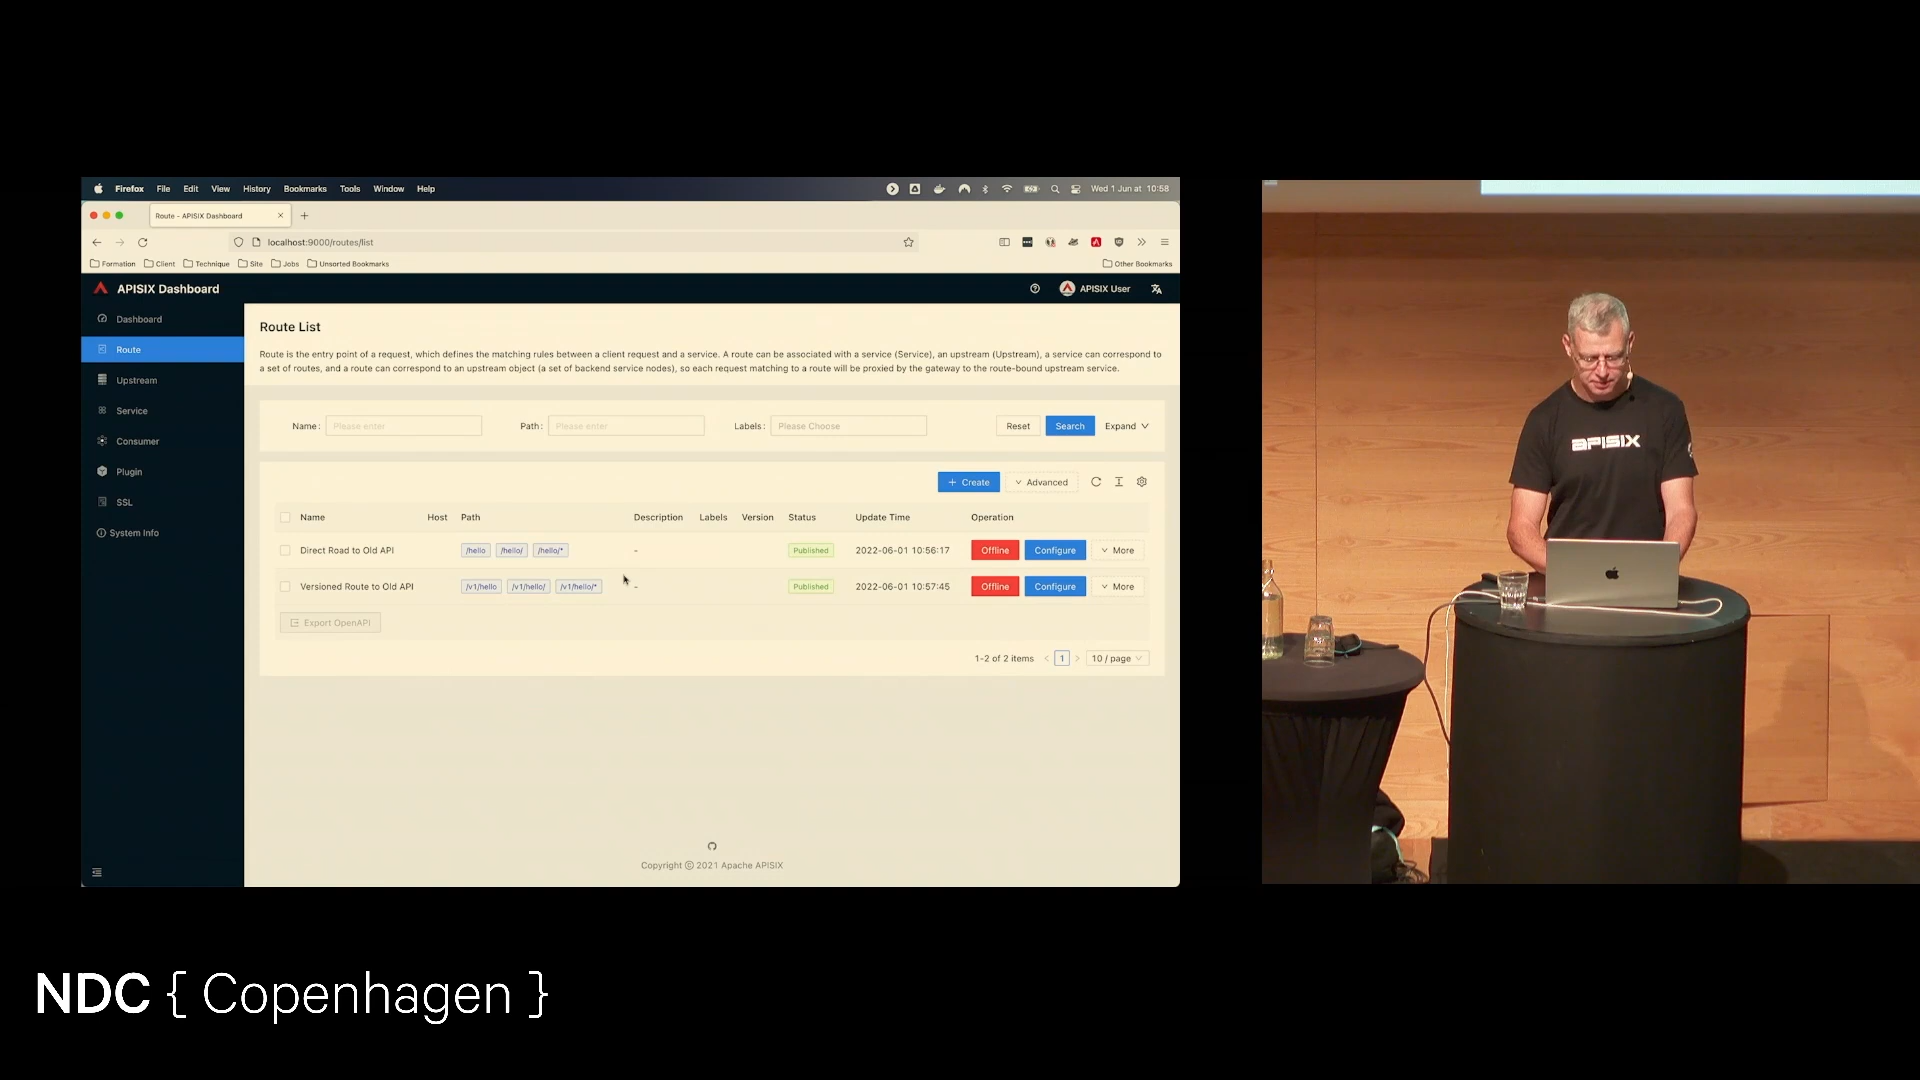 Firefox File Edit View History Bookmarks Tools Window Help Wed 1 Jun at 10:58
Route - APISIX Dashboard
localhost:9000/routes/list
Formation Client Technique Site Jobs Unsorted Bookmarks Other Bookmarks
APISIX Dashboard APISIX User
Dashboard
Route
Upstream
Service
Consumer
Plugin
SSL
System Info
Route List
Route is the entry point of a request, which defines the matching rules between a client request and a service. A route can be associated with a service (Service), an upstream (Upstream), a service can correspond to
a set of routes, and a route can correspond to an upstream object (a set of backend service nodes), so each request matching to a route will be proxied by the gateway to the route-bound upstream service.
Name : Please enter Path : Please enter Labels : Please Choose Reset Search Expand
+ Create Advanced
Name Host Path Description Labels Version Status Update Time Operation
Direct Road to Old API /hello /hello/ /hello/* - Published 2022-06-01 10:56:17 Offline Configure More
Versioned Route to Old API /v1/hello /v1/hello/ /v1/hello/* - Published 2022-06-01 10:57:45 Offline Configure More
Export OpenAPI
1-2 of 2 items < 1 > 10 / page
Copyright © 2021 Apache APISIX
APISIX
NDC { Copenhagen }